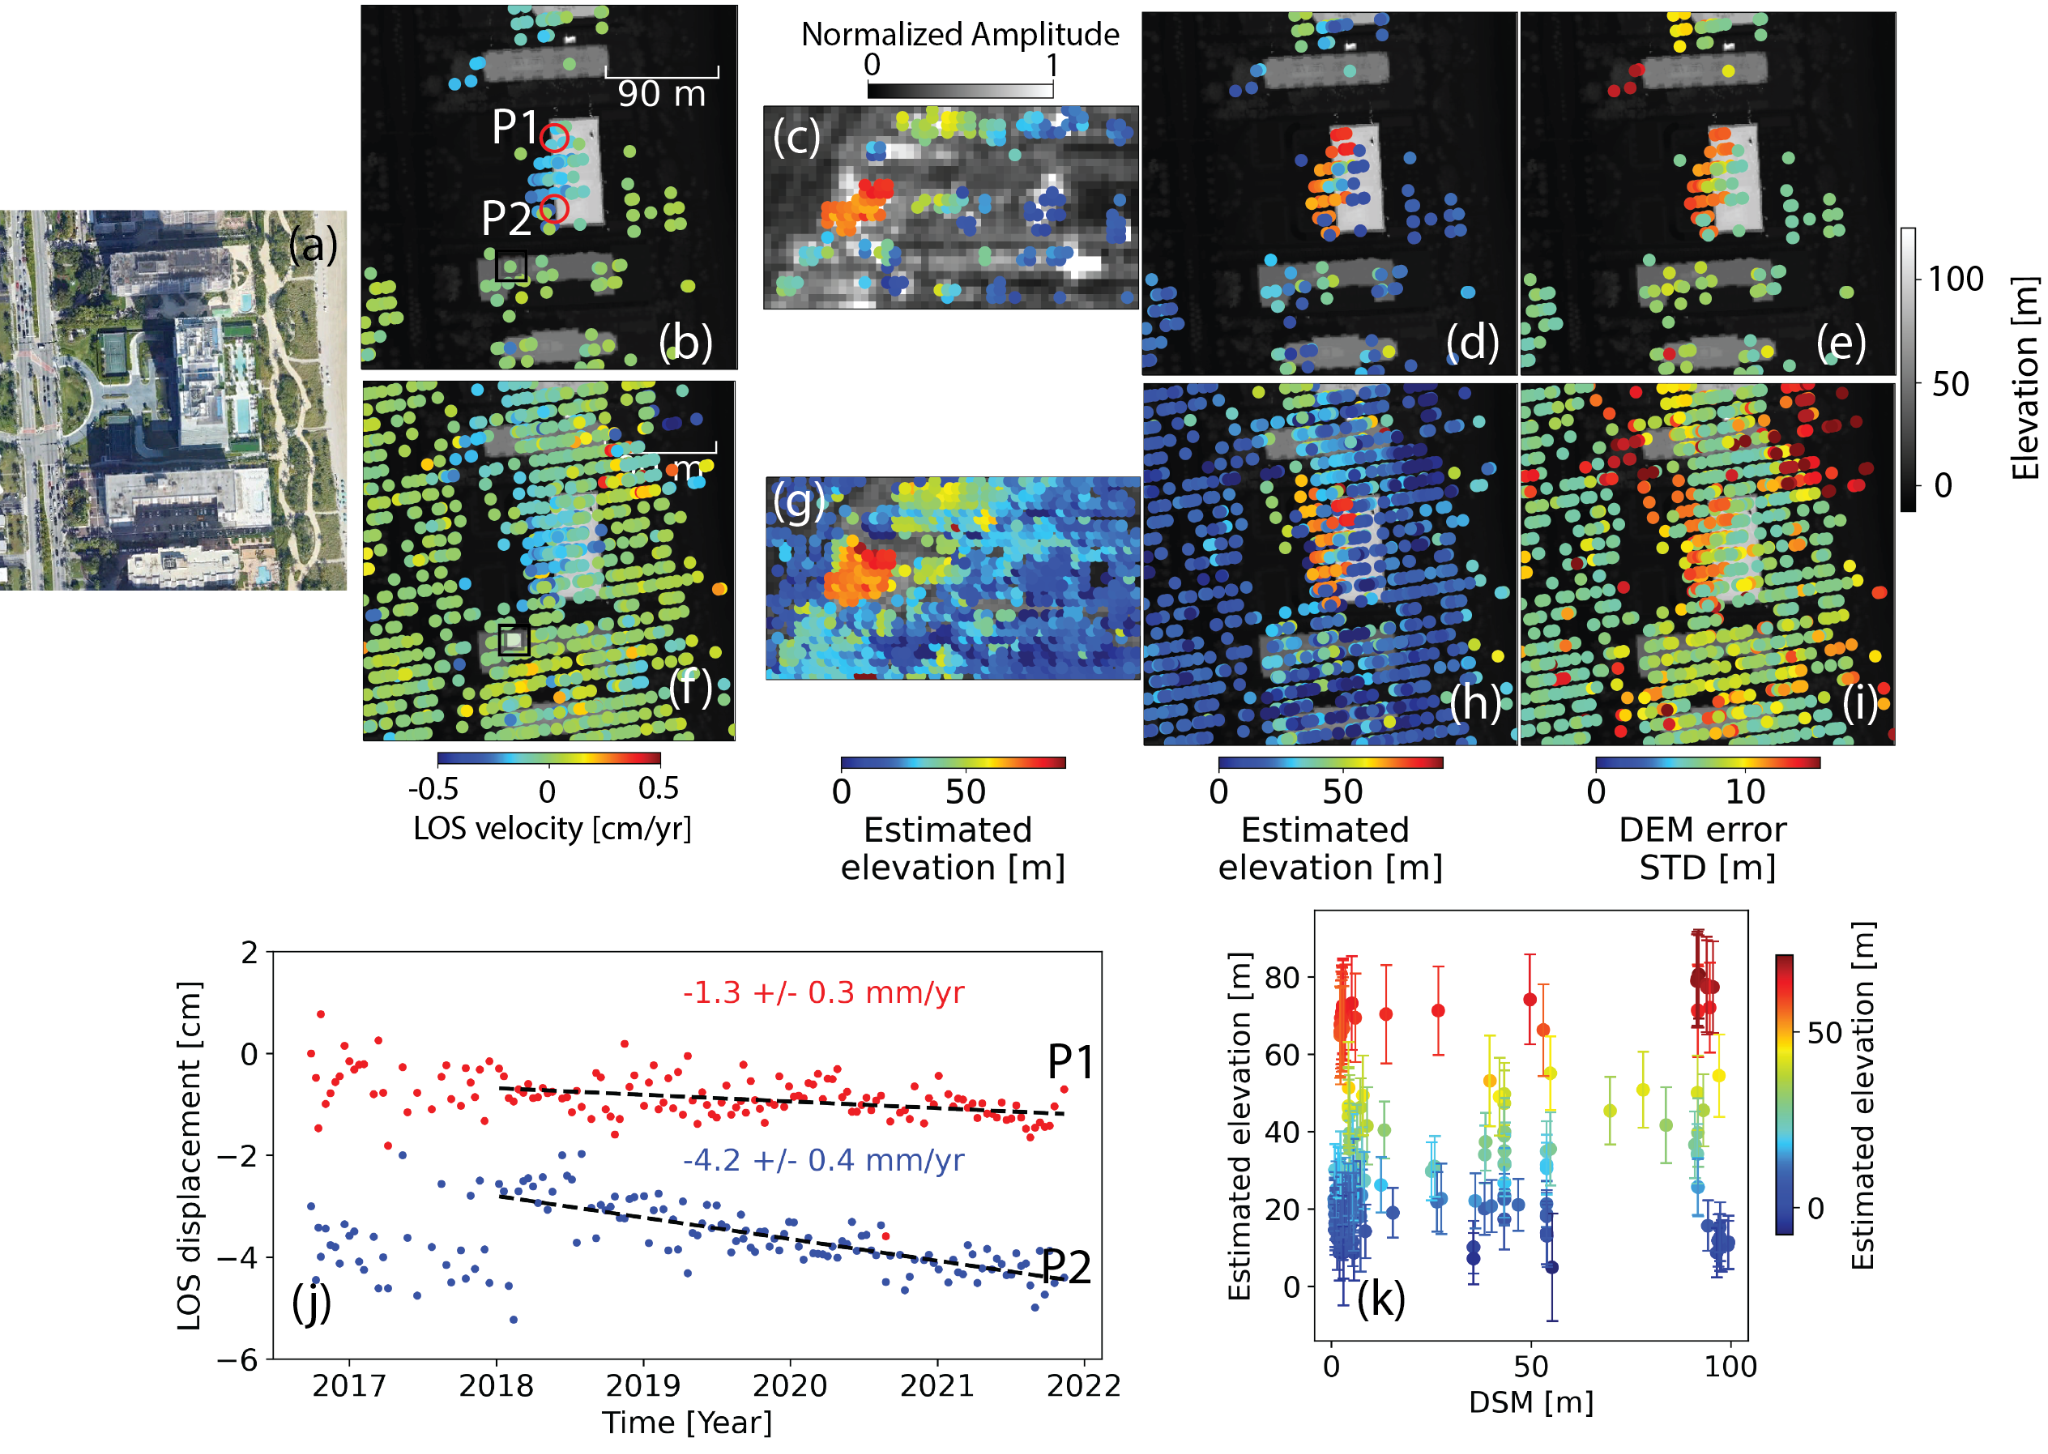 (a)
P1
P2
90 m
(b)
Normalized Amplitude
0 1
(c)
(d)
(e)
100
50
0
Elevation [m]
m
(f)
(g)
(h)
(i)
-0.5 0 0.5
LOS velocity [cm/yr]
0 50
Estimated
elevation [m]
0 50
Estimated
elevation [m]
0 10
DEM error
STD [m]
2
0
−2
−4
−6
LOS displacement [cm]
-1.3 +/- 0.3 mm/yr
P1
-4.2 +/- 0.4 mm/yr
P2
(j)
2017 2018 2019 2020 2021 2022
Time [Year]
80
60
40
20
0
Estimated elevation [m]
(k)
0 50 100
DSM [m]
50
0
Estimated elevation [m]